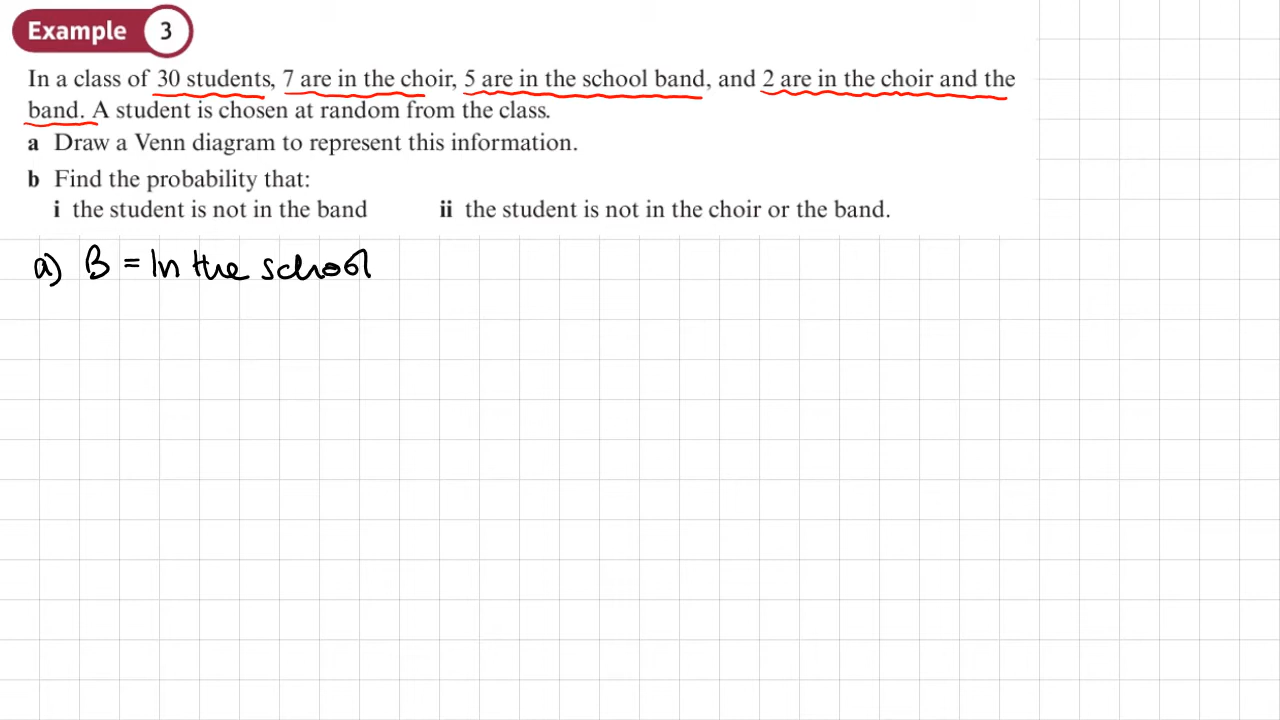 Example 3
In a class of 30 students, 7 are in the choir, 5 are in the school band, and 2 are in the choir and the
band. A student is chosen at random from the class.
a Draw a Venn diagram to represent this information.
b Find the probability that:
i the student is not in the band ii the student is not in the choir or the band.
a) B = In the school